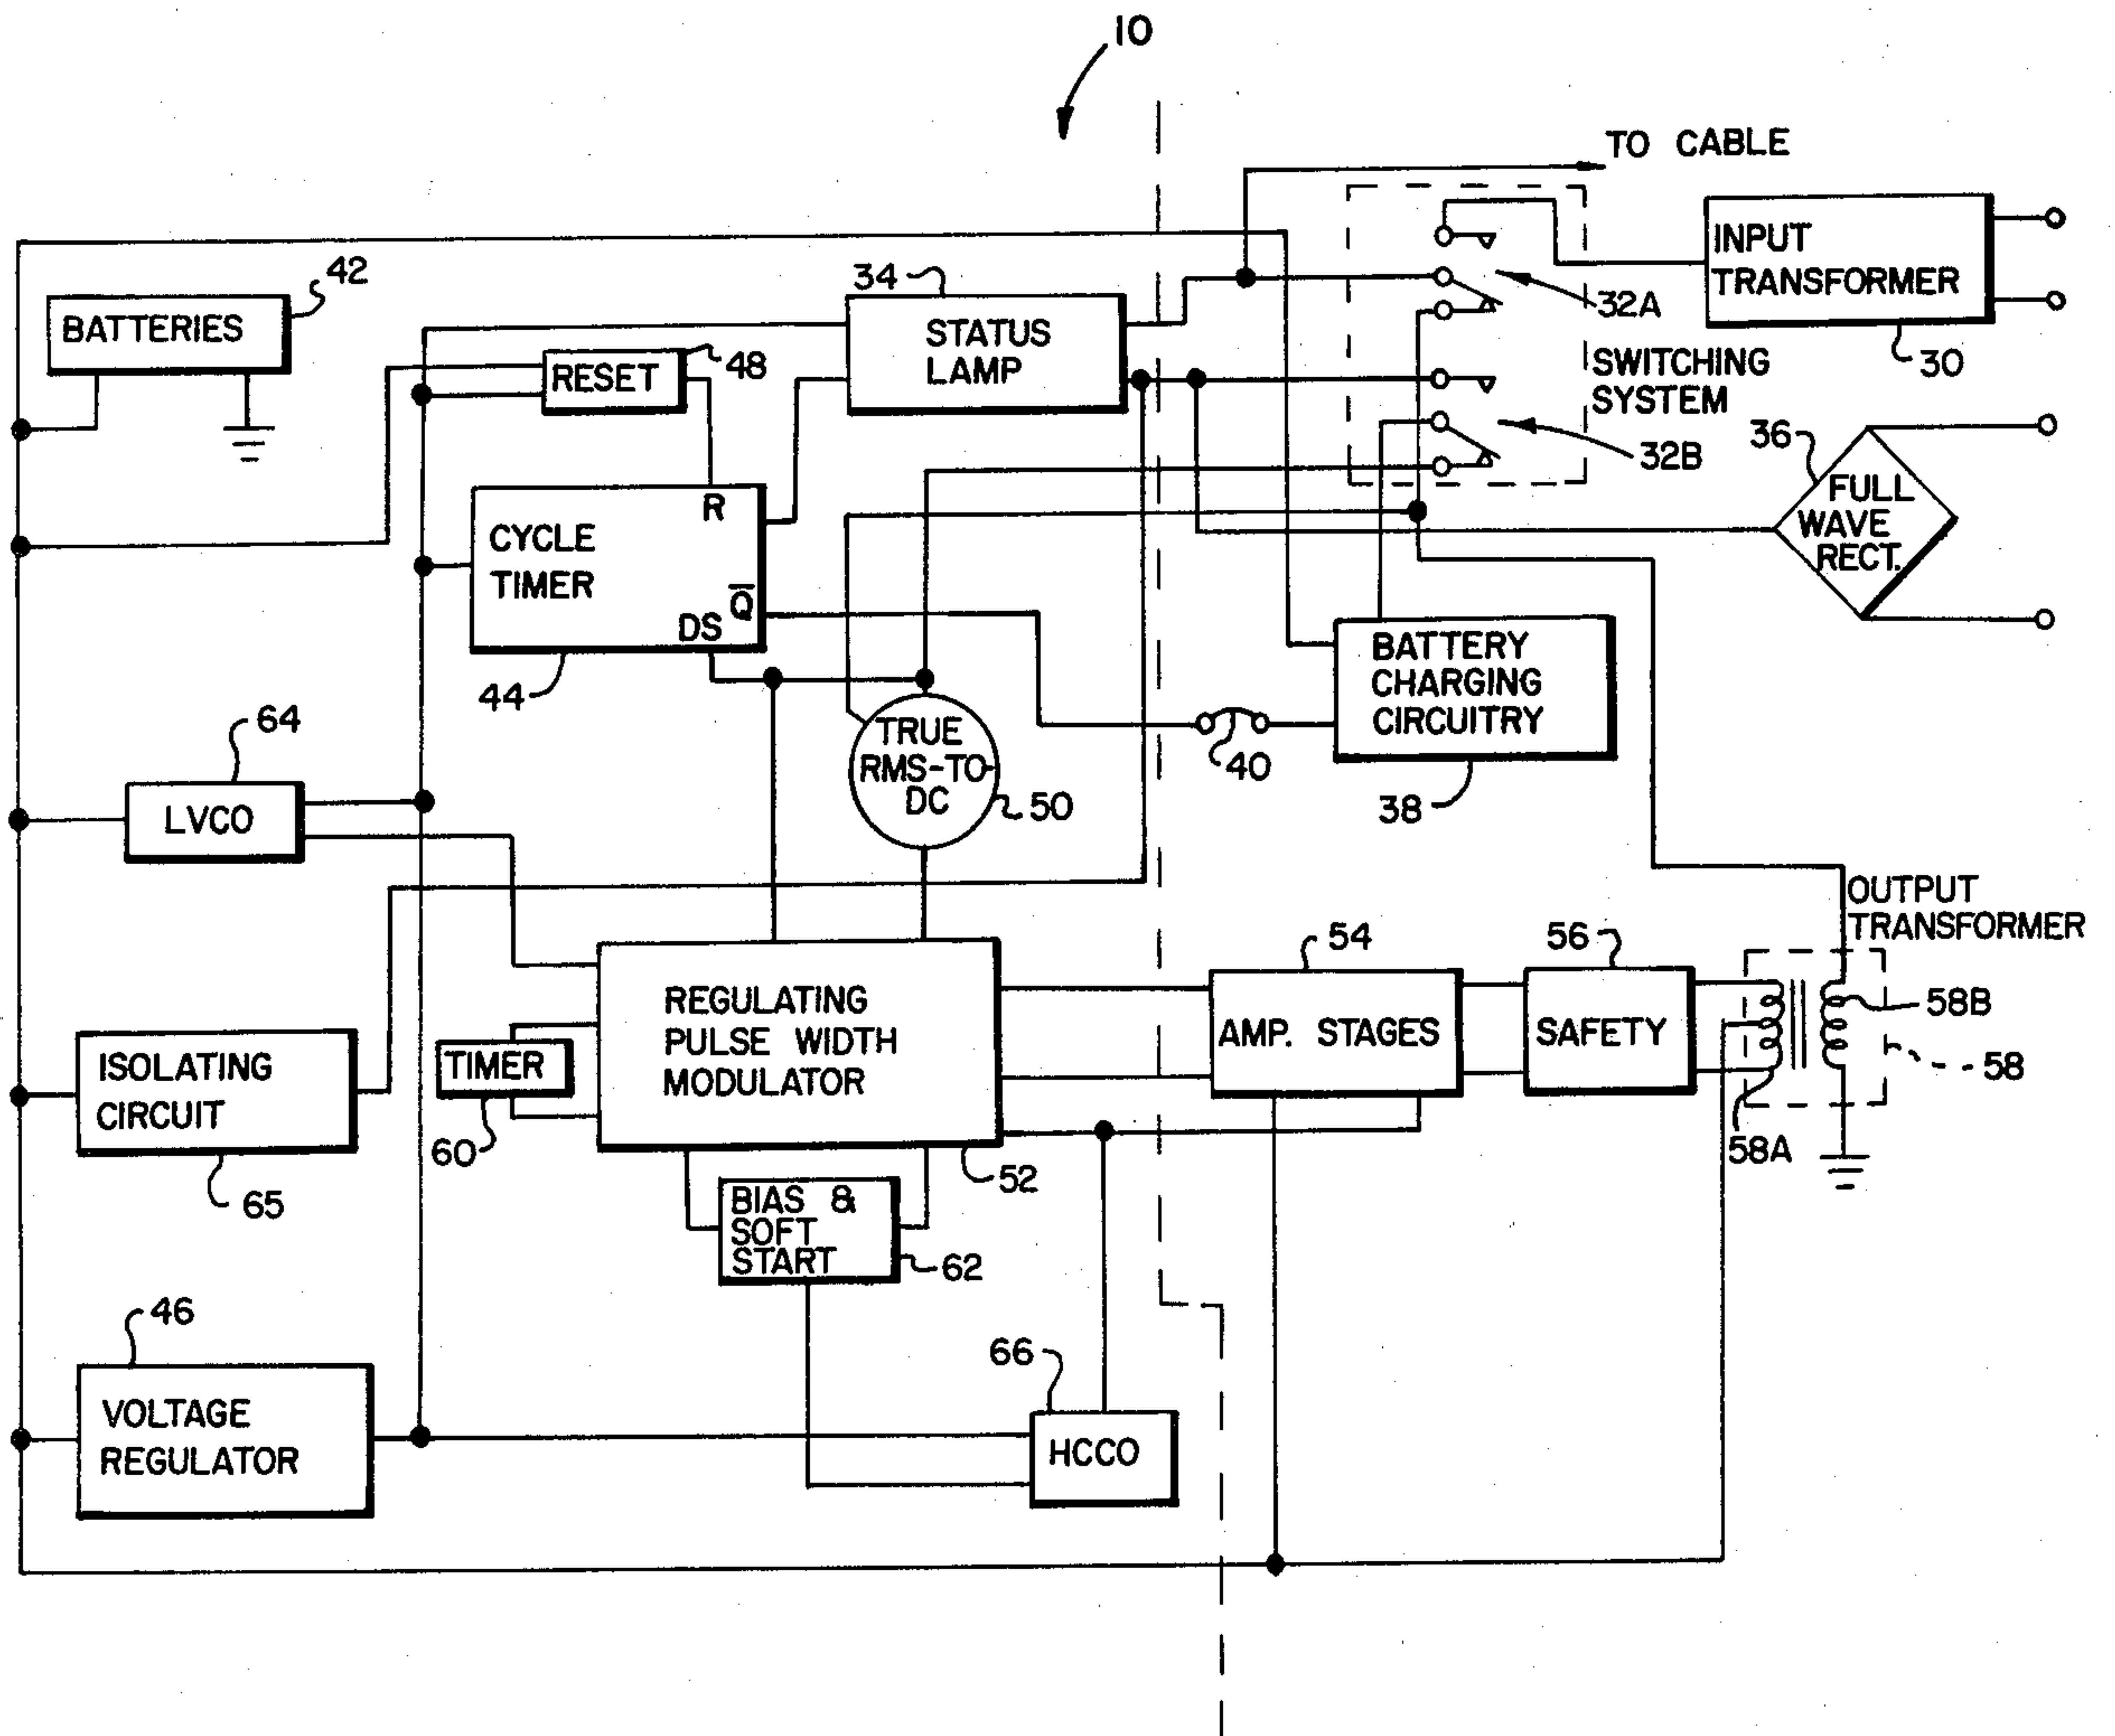 10
TO CABLE
INPUT
TRANSFORMER
30
32A
SWITCHING
SYSTEM
32B
BATTERIES
42
34
STATUS
LAMP
RESET
48
36
FULL
WAVE
RECT.
CYCLE
TIMER
R
Q̅
DS
44
BATTERY
CHARGING
CIRCUITRY
38
40
TRUE
RMS-TO-
DC
50
64
LVCO
OUTPUT
TRANSFORMER
54
56
REGULATING
PULSE WIDTH
MODULATOR
52
AMP. STAGES
SAFETY
58B
58
58A
ISOLATING
CIRCUIT
65
TIMER
60
BIAS &
SOFT
START
62
46
VOLTAGE
REGULATOR
66
HCCO